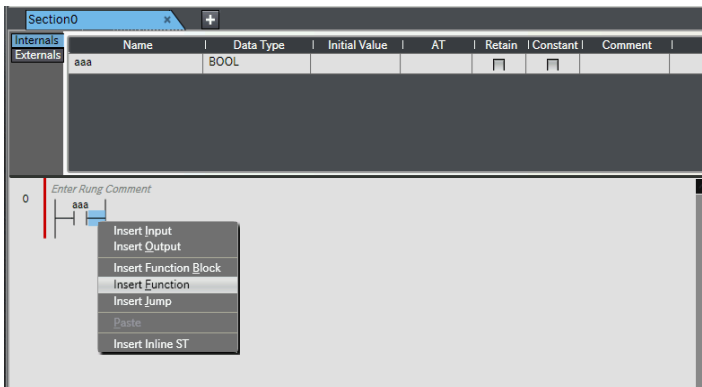 Section0 × +
Internals
Externals
Name Data Type Initial Value AT Retain Constant Comment
aaa BOOL
Enter Rung Comment
0
aaa
Insert Input
Insert Output
Insert Function Block
Insert Function
Insert Jump
Paste
Insert Inline ST